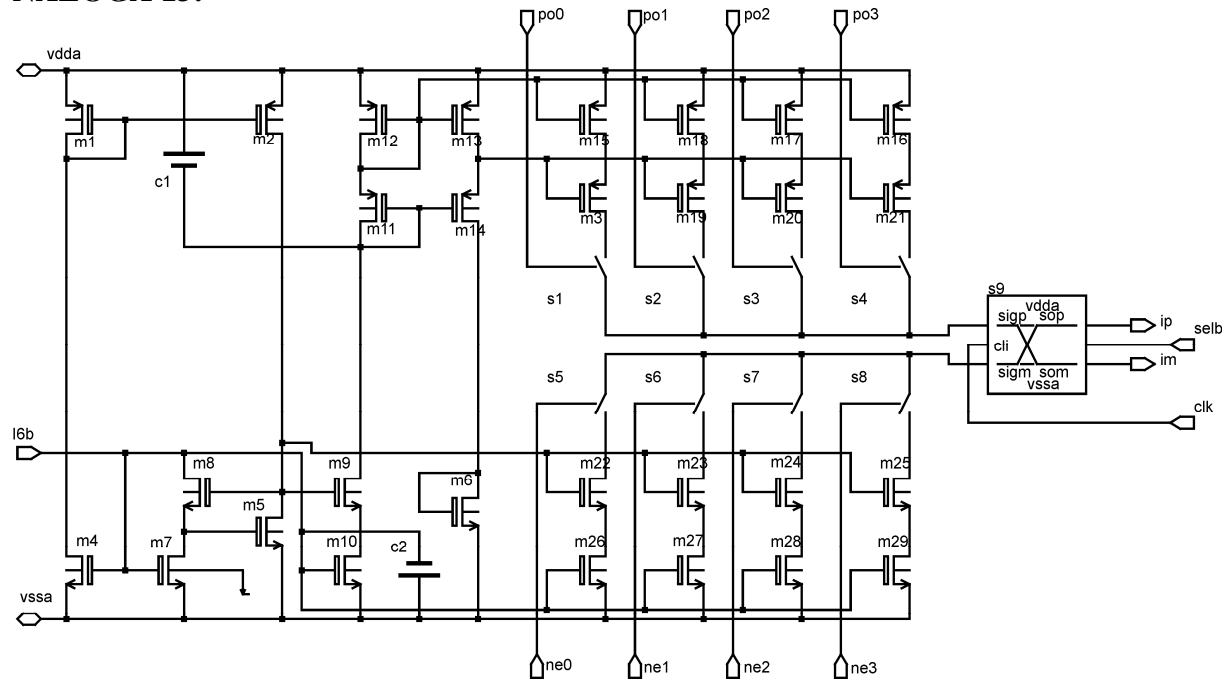 NALOGA 13:
po0 po1 po2 po3
vdda
m1 m2 m12 m13 m15 m18 m17 m16
c1
m11 m14 m3 m19 m20 m21
s1 s2 s3 s4
s9
vdda
sigp sop
cli
sigm som
vssa
ip
selb
im
clk
s5 s6 s7 s8
I6b
m8 m9 m6 m22 m23 m24 m25
m5
m4 m7 m10 c2 m26 m27 m28 m29
vssa
ne0 ne1 ne2 ne3